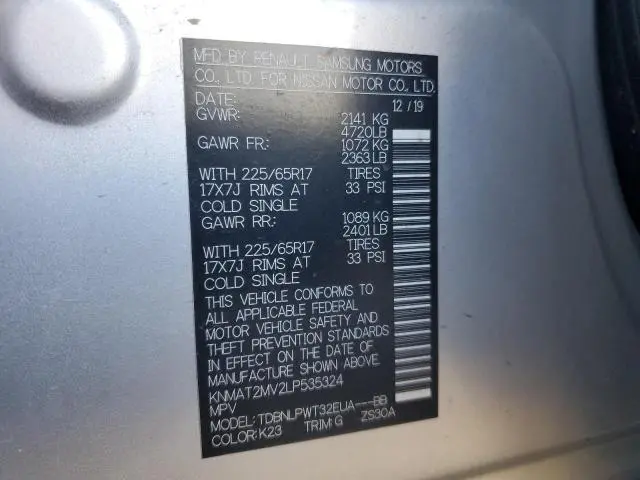 MFD BY RENAULT SAMSUNG MOTORS
CO., LTD. FOR NISSAN MOTOR CO., LTD.
DATE: 12 / 19
GVWR: 2141 KG
4720LB
GAWR FR: 1072 KG
2363 LB
WITH 225/65R17 TIRES
17X7J RIMS AT 33 PSI
COLD SINGLE
GAWR RR: 1089 KG
2401 LB
WITH 225/65R17 TIRES
17X7J RIMS AT 33 PSI
COLD SINGLE
THIS VEHICLE CONFORMS TO
ALL APPLICABLE FEDERAL
MOTOR VEHICLE SAFETY AND
THEFT PREVENTION STANDARDS
IN EFFECT ON THE DATE OF
MANUFACTURE SHOWN ABOVE.
KNMAT2MV2LP535324
MPV
MODEL: TDBNLPWT32EUA---BB
COLOR: K23 TRIM: G ZS30A